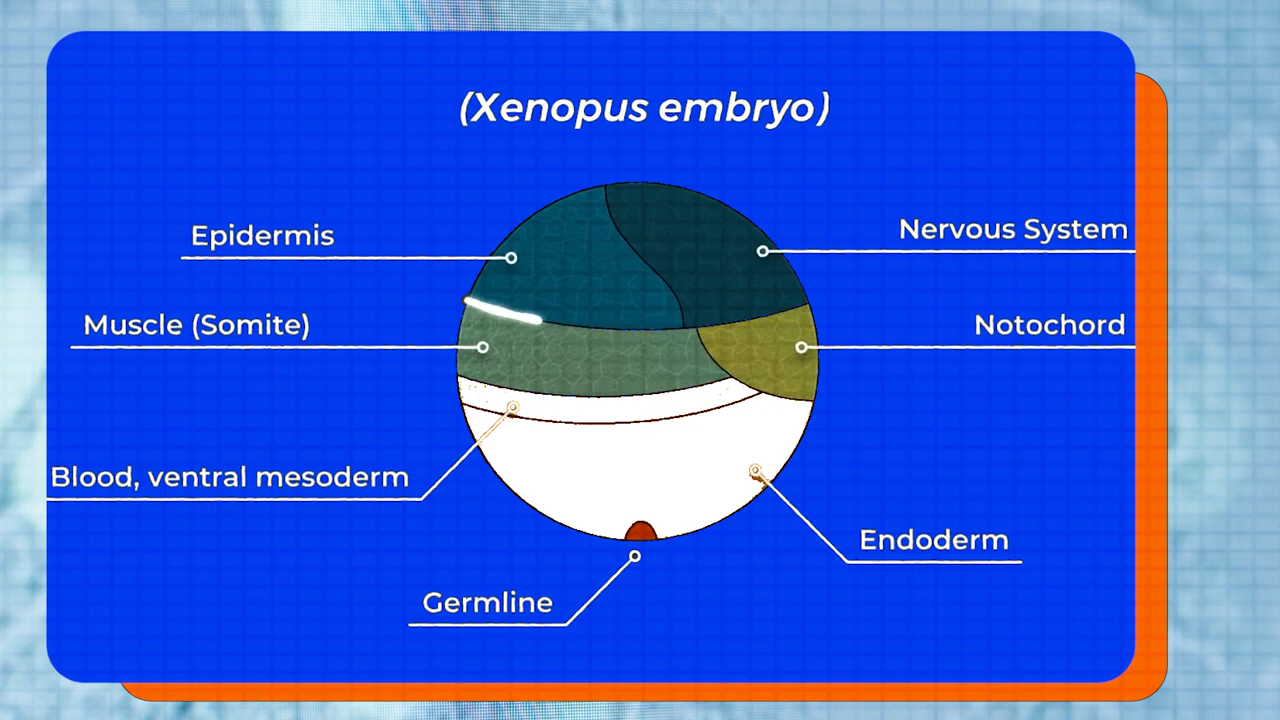 (Xenopus embryo)
Epidermis
Nervous System
Muscle (Somite)
Notochord
Blood, ventral mesoderm
Endoderm
Germline